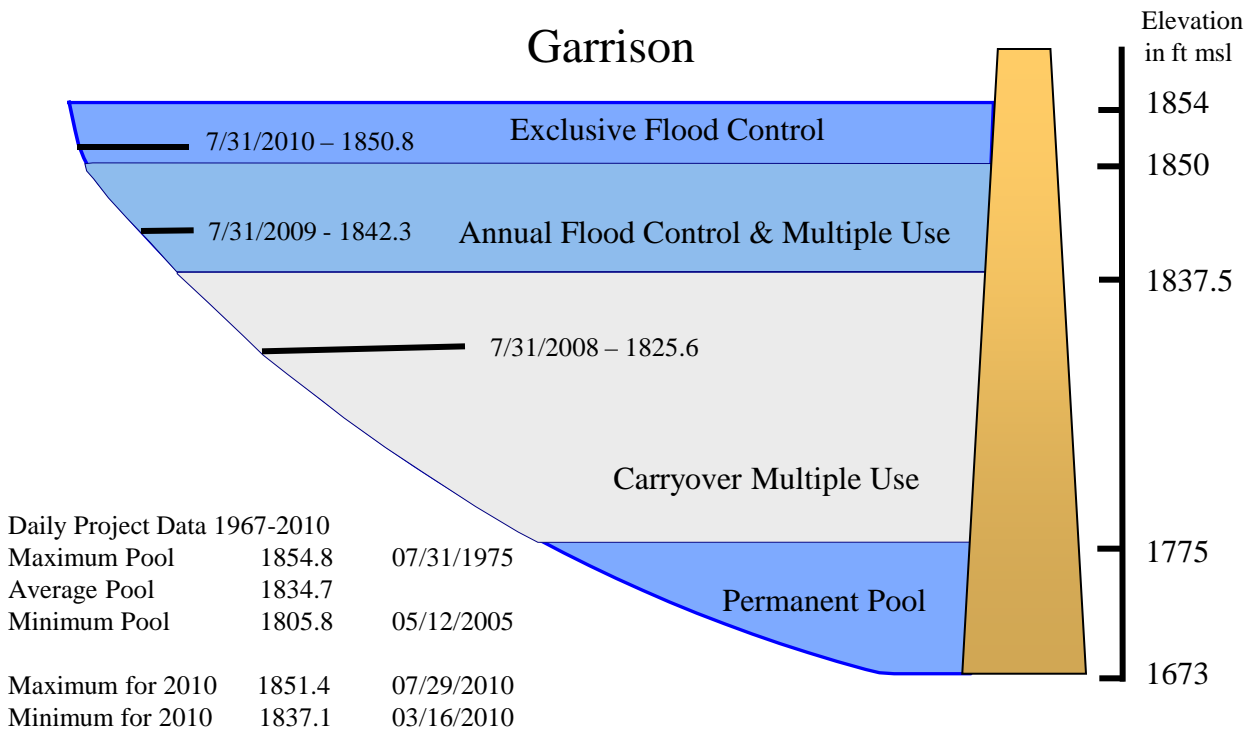 Garrison
Elevation
in ft msl
1854
Exclusive Flood Control
7/31/2010 – 1850.8
1850
7/31/2009 - 1842.3
Annual Flood Control & Multiple Use
1837.5
7/31/2008 – 1825.6
Carryover Multiple Use
1775
Permanent Pool
1673
Daily Project Data 1967-2010
Maximum Pool 1854.8 07/31/1975
Average Pool 1834.7
Minimum Pool 1805.8 05/12/2005
Maximum for 2010 1851.4 07/29/2010
Minimum for 2010 1837.1 03/16/2010